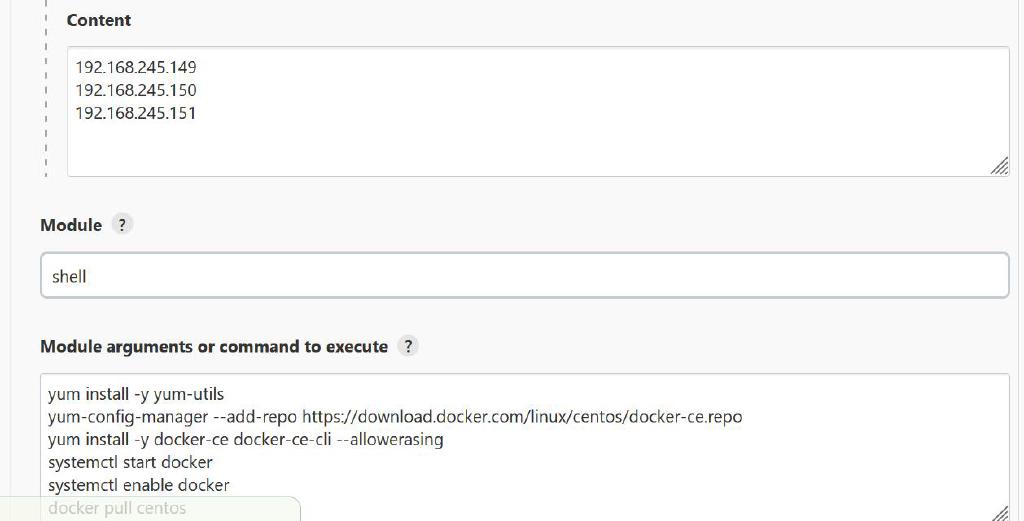 Content
192.168.245.149
192.168.245.150
192.168.245.151
Module ?
shell
Module arguments or command to execute ?
yum install -y yum-utils
yum-config-manager --add-repo https://download.docker.com/linux/centos/docker-ce.repo
yum install -y docker-ce docker-ce-cli --allowerasing
systemctl start docker
systemctl enable docker
docker pull centos